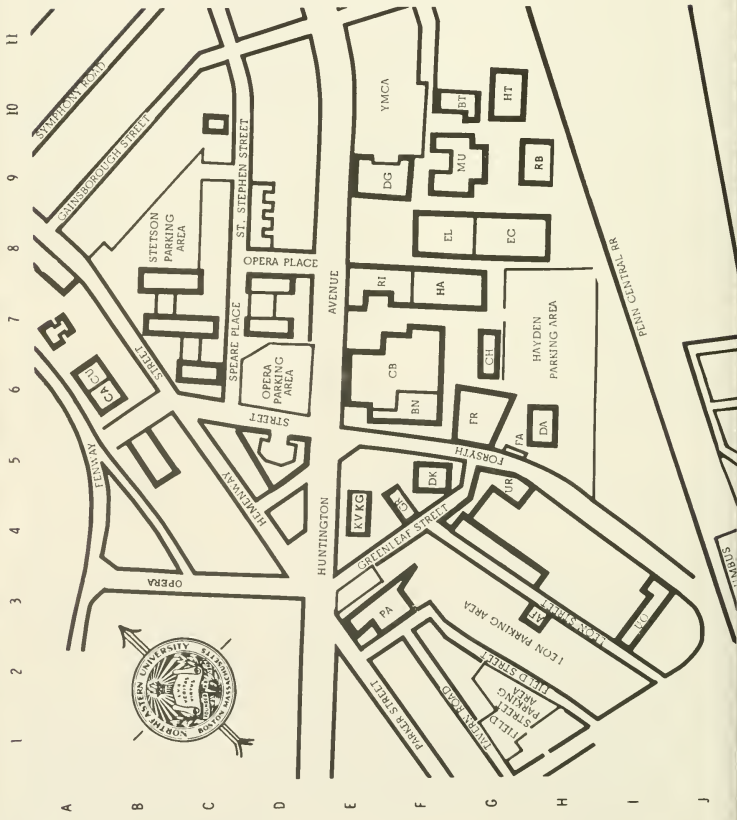 11
10
9
8
7
6
5
4
3
2
1
A
B
C
D
E
F
G
H
I
J
SYMPHONY ROAD
GAINSBOROUGH STREET
ST. STEPHEN STREET
STETSON
PARKING
AREA
OPERA PLACE
SPEARE PLACE
OPERA
PARKING
AREA
STREET
STREET
HEMENWAY
FENWAY
CA CU
OPERA
HUNTINGTON
AVENUE
YMCA
BT
HT
DG
MU
RB
EL
EC
RI
HA
CB
BN
CH
HAYDEN
PARKING AREA
PENN CENTRAL RR
FR
FA
DA
FORSYTH
DK
KV KG
GR
UR
GREENLEAF STREET
PA
LEON PARKING AREA
AF
LEON STREET
FIELD STREET
FIELD
STREET
PARKING
AREA
TAVERN ROAD
PARKER STREET
NORTHEASTERN UNIVERSITY
BOSTON MASSACHUSETTS